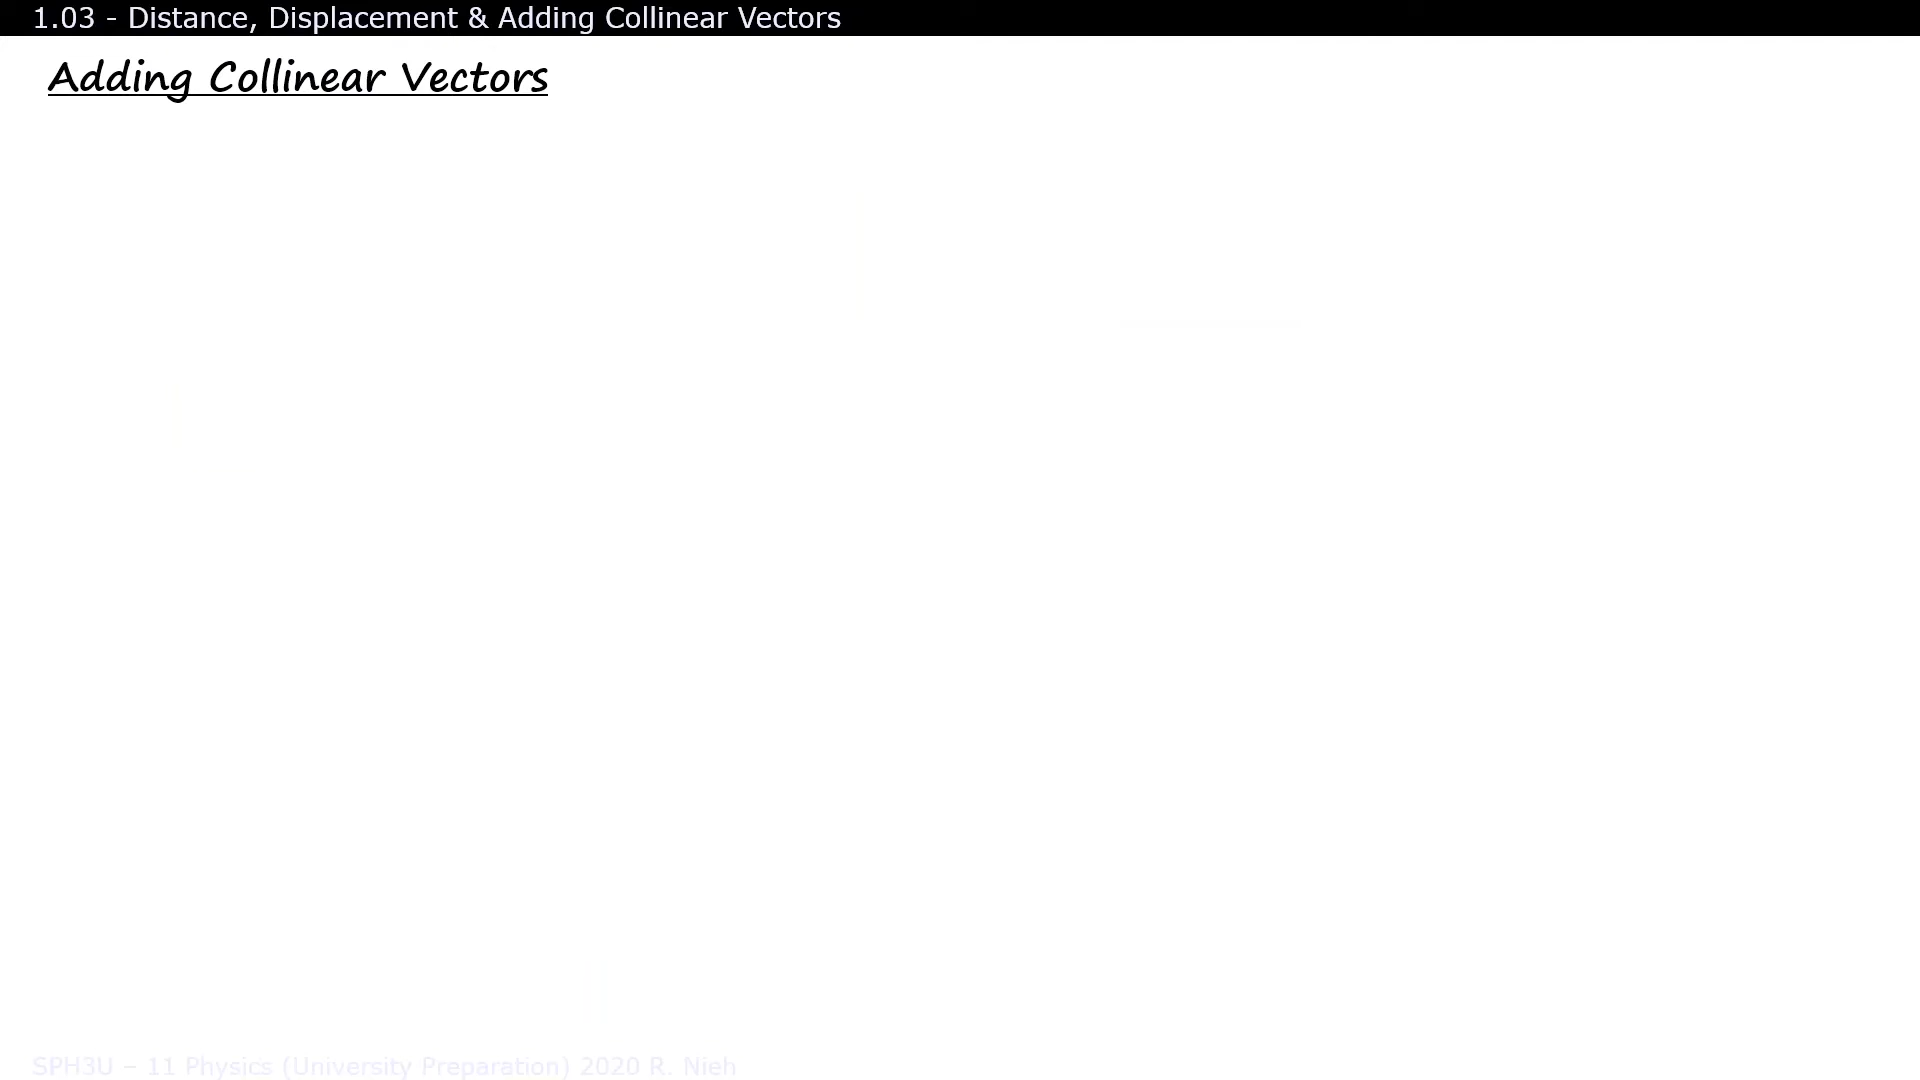 1.03 - Distance, Displacement & Adding Collinear Vectors
Adding Collinear Vectors
SPH3U – 11 Physics (University Preparation) 2020 R. Nieh